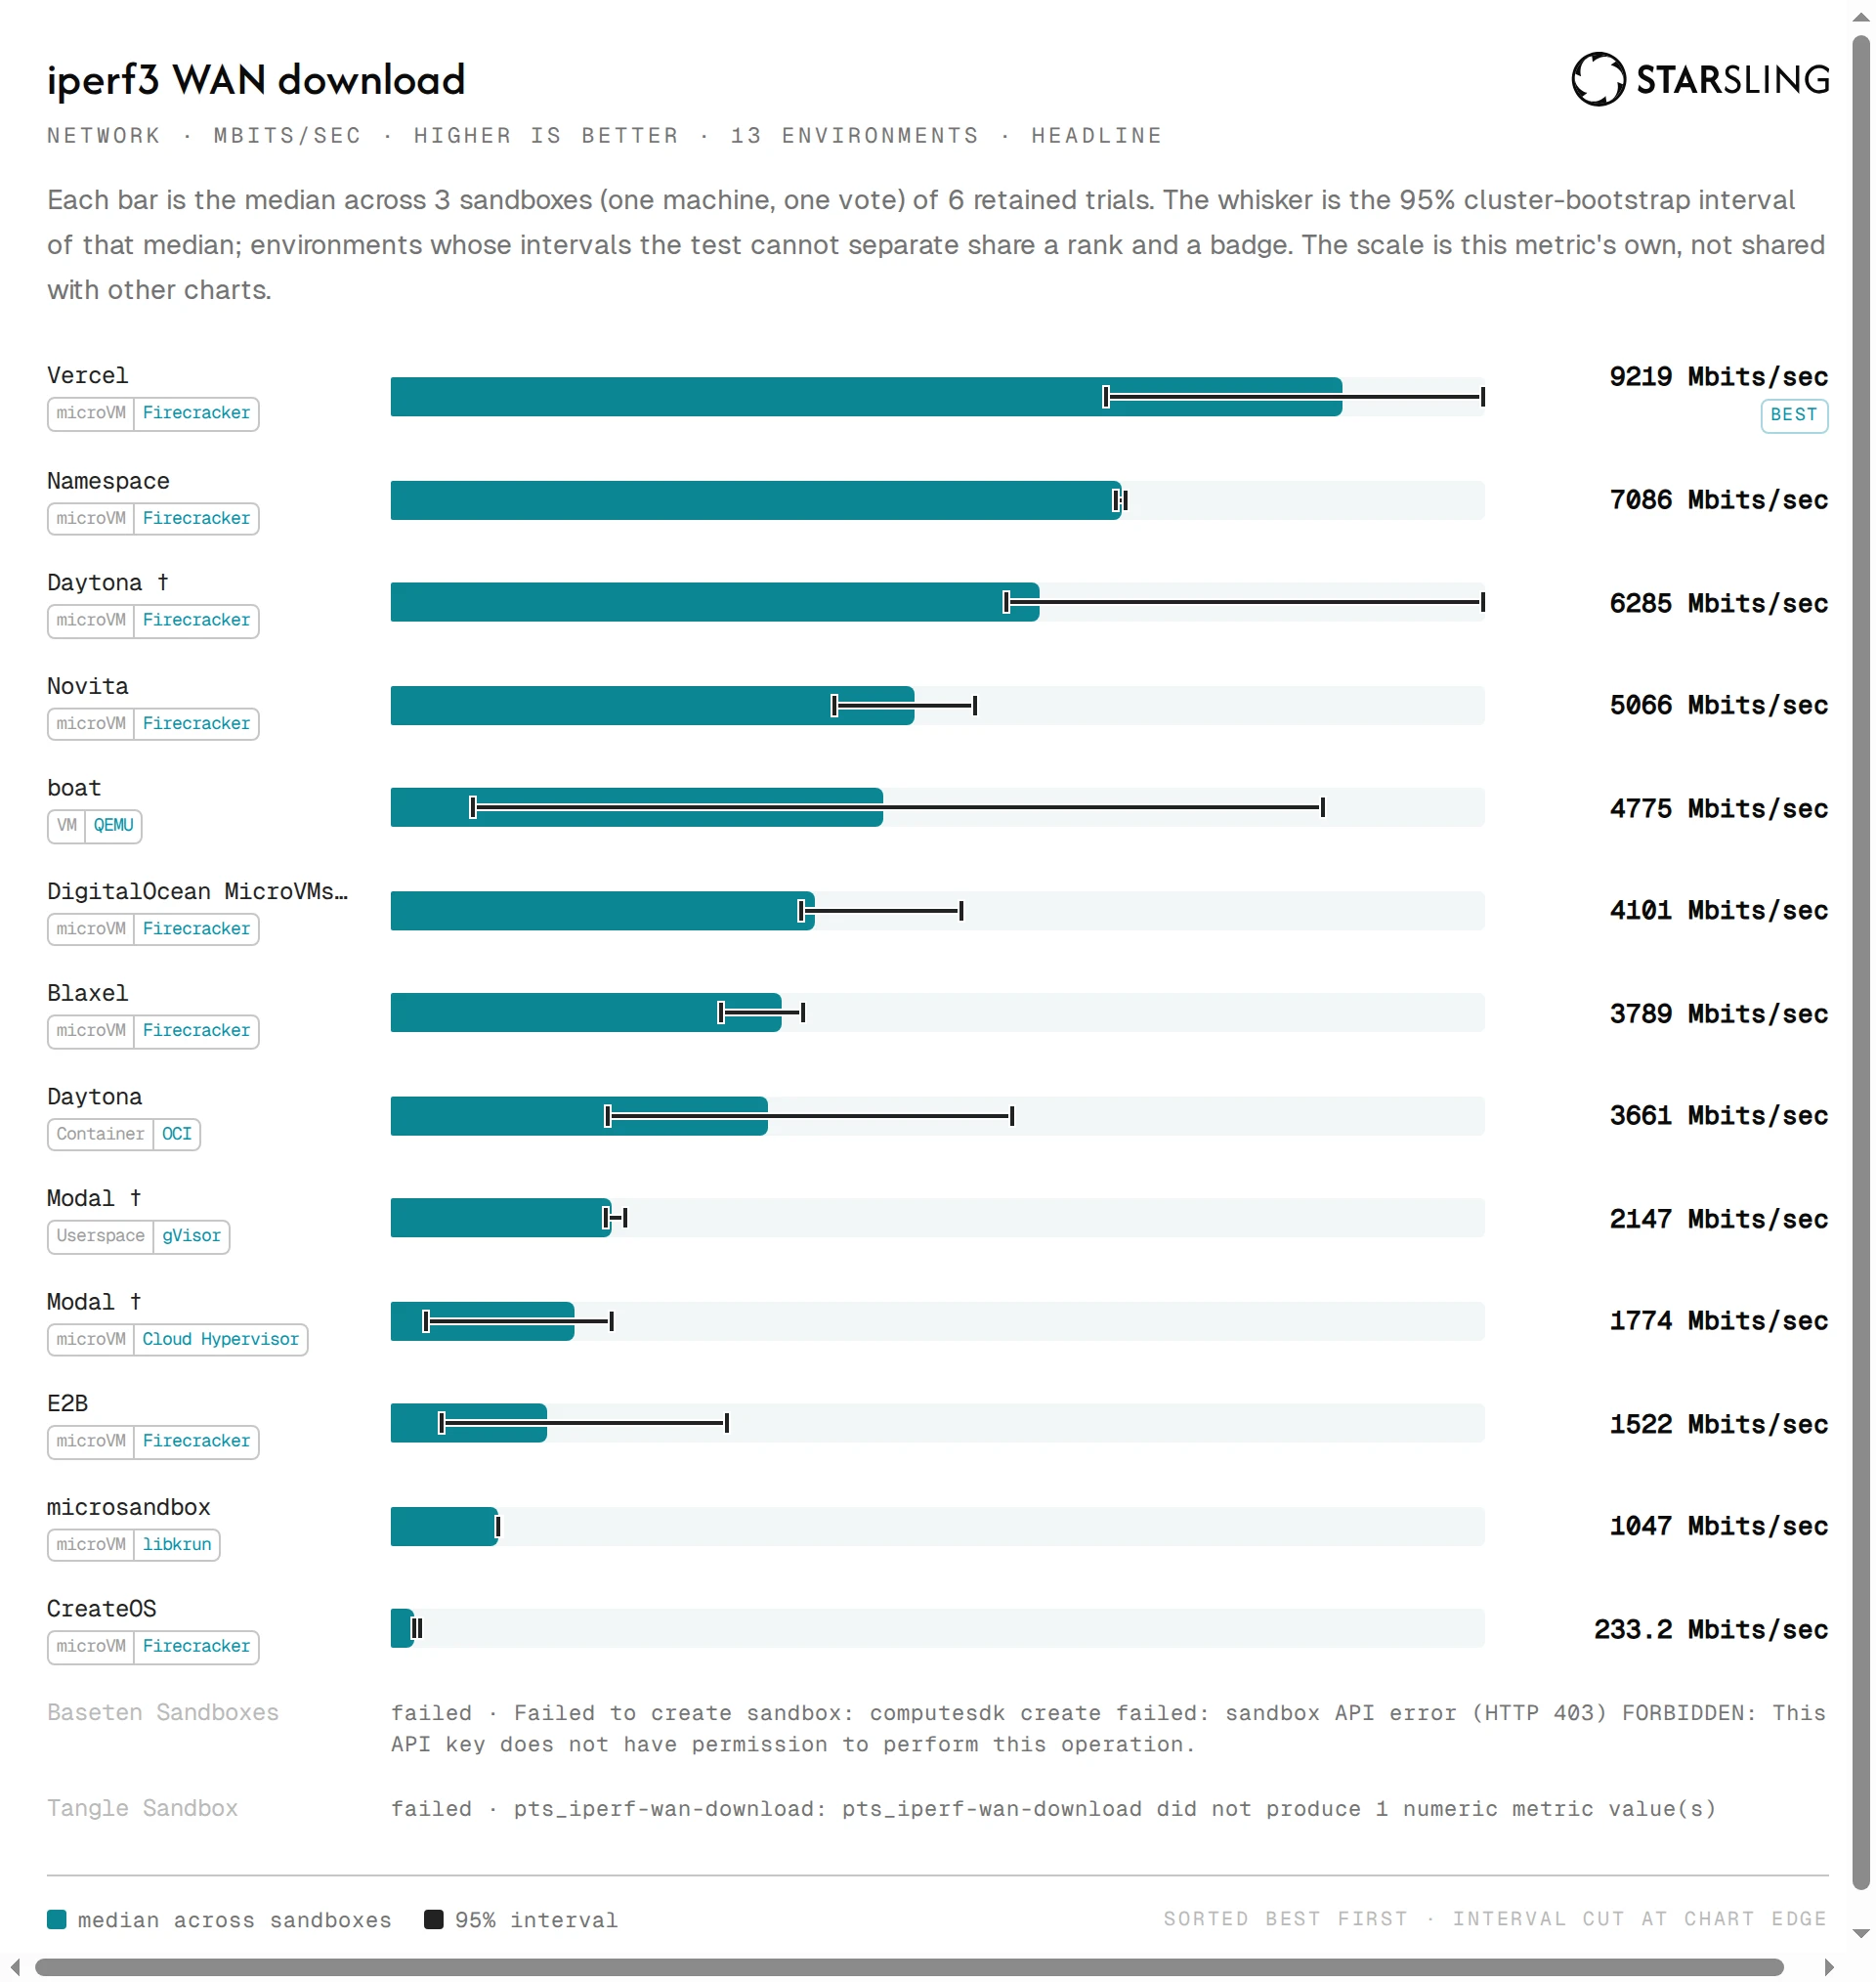 iperf3 WAN download
STARSLING
NETWORK · MBITS/SEC · HIGHER IS BETTER · 13 ENVIRONMENTS · HEADLINE
Each bar is the median across 3 sandboxes (one machine, one vote) of 6 retained trials. The whisker is the 95% cluster-bootstrap interval
of that median; environments whose intervals the test cannot separate share a rank and a badge. The scale is this metric's own, not shared
with other charts.
Vercel
microVM Firecracker
9219 Mbits/sec
BEST
Namespace
microVM Firecracker
7086 Mbits/sec
Daytona †
microVM Firecracker
6285 Mbits/sec
Novita
microVM Firecracker
5066 Mbits/sec
boat
VM QEMU
4775 Mbits/sec
DigitalOcean MicroVMs…
microVM Firecracker
4101 Mbits/sec
Blaxel
microVM Firecracker
3789 Mbits/sec
Daytona
Container OCI
3661 Mbits/sec
Modal †
Userspace gVisor
2147 Mbits/sec
Modal †
microVM Cloud Hypervisor
1774 Mbits/sec
E2B
microVM Firecracker
1522 Mbits/sec
microsandbox
microVM libkrun
1047 Mbits/sec
CreateOS
microVM Firecracker
233.2 Mbits/sec
Baseten Sandboxes
failed · Failed to create sandbox: computesdk create failed: sandbox API error (HTTP 403) FORBIDDEN: This
API key does not have permission to perform this operation.
Tangle Sandbox
failed · pts_iperf-wan-download: pts_iperf-wan-download did not produce 1 numeric metric value(s)
median across sandboxes
95% interval
SORTED BEST FIRST · INTERVAL CUT AT CHART EDGE